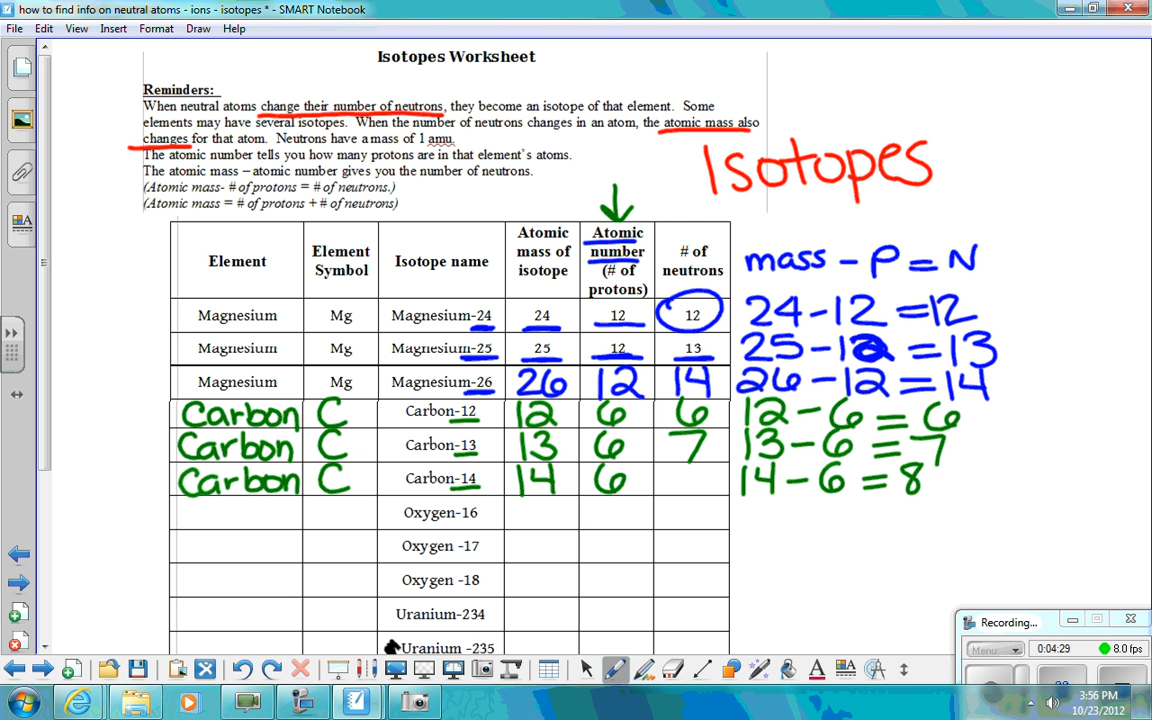 how to find info on neutral atoms - ions - isotopes * - SMART Notebook
File Edit View Insert Format Draw Help
Isotopes Worksheet
Reminders:
When neutral atoms change their number of neutrons, they become an isotope of that element. Some
elements may have several isotopes. When the number of neutrons changes in an atom, the atomic mass also
changes for that atom. Neutrons have a mass of 1 amu.
The atomic number tells you how many protons are in that element's atoms.
The atomic mass – atomic number gives you the number of neutrons.
(Atomic mass- # of protons = # of neutrons.)
(Atomic mass = # of protons + # of neutrons)
Isotopes
Element Element Symbol Isotope name Atomic mass of isotope Atomic number (# of protons) # of neutrons
mass - P = N
Magnesium Mg Magnesium-24 24 12 12 24-12=12
Magnesium Mg Magnesium-25 25 12 13 25-12=13
Magnesium Mg Magnesium-26 26 12 14 26-12=14
Carbon C Carbon-12 12 6 6 12-6=6
Carbon C Carbon-13 13 6 7 13-6=7
Carbon C Carbon-14 14 6 14-6=8
Oxygen-16
Oxygen -17
Oxygen -18
Uranium-234
Uranium -235
Recording...
Menu 0:04:29 8.0 fps
3:56 PM
10/23/2012